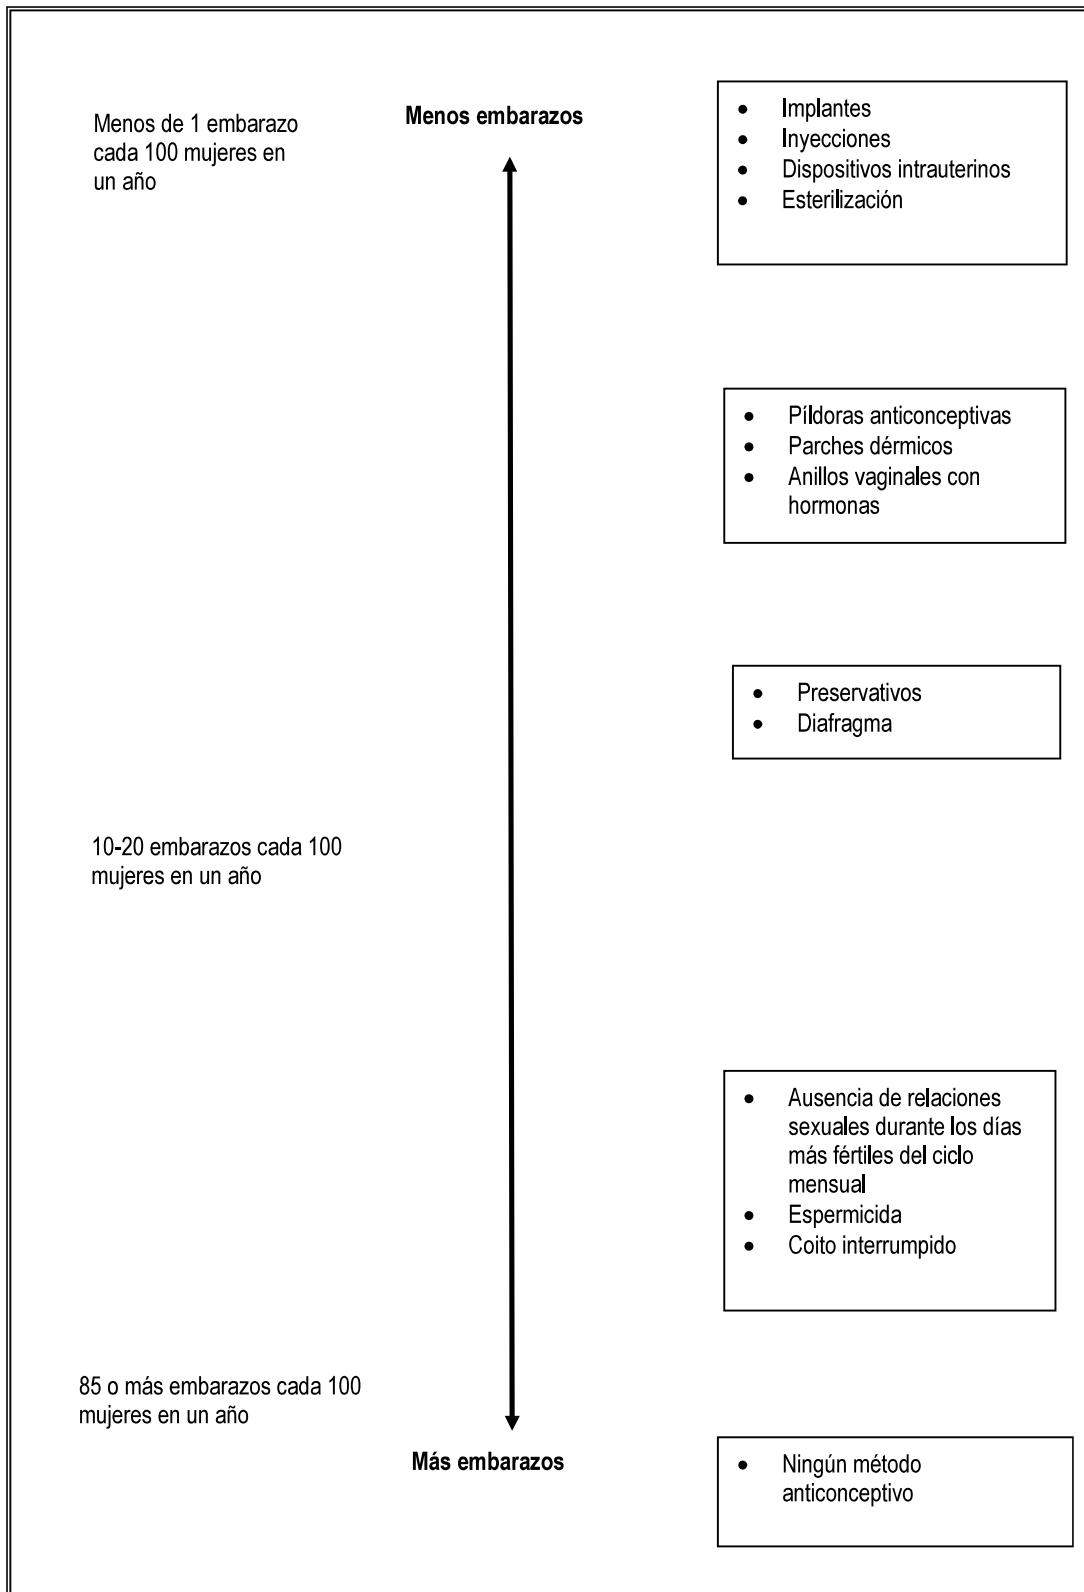 Menos de 1 embarazo
cada 100 mujeres en
un año
Menos embarazos
• Implantes
• Inyecciones
• Dispositivos intrauterinos
• Esterilización
• Píldoras anticonceptivas
• Parches dérmicos
• Anillos vaginales con
hormonas
• Preservativos
• Diafragma
10-20 embarazos cada 100
mujeres en un año
• Ausencia de relaciones
sexuales durante los días
más fértiles del ciclo
mensual
• Espermicida
• Coito interrumpido
85 o más embarazos cada 100
mujeres en un año
Más embarazos
• Ningún método
anticonceptivo